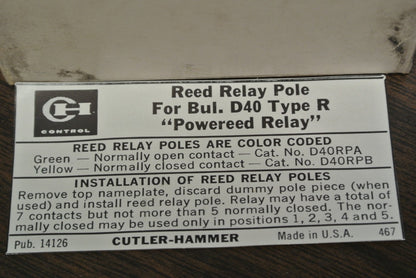 Reed Relay Pole
For Bul. D40 Type R
"Powereed Relay"
CH
CONTROL
REED RELAY POLES ARE COLOR CODED
Green — Normally open contact — Cat. No. D40RPA
Yellow — Normally closed contact — Cat. No. D40RPB
INSTALLATION OF REED RELAY POLES
Remove top nameplate, discard dummy pole piece (when
used) and install reed relay pole. Relay may have a total of
7 contacts but not more than 5 normally closed. The nor-
mally closed may be used only in positions 1, 2, 3, 4 and 5.
Pub. 14126 CUTLER-HAMMER Made in U.S.A. 467